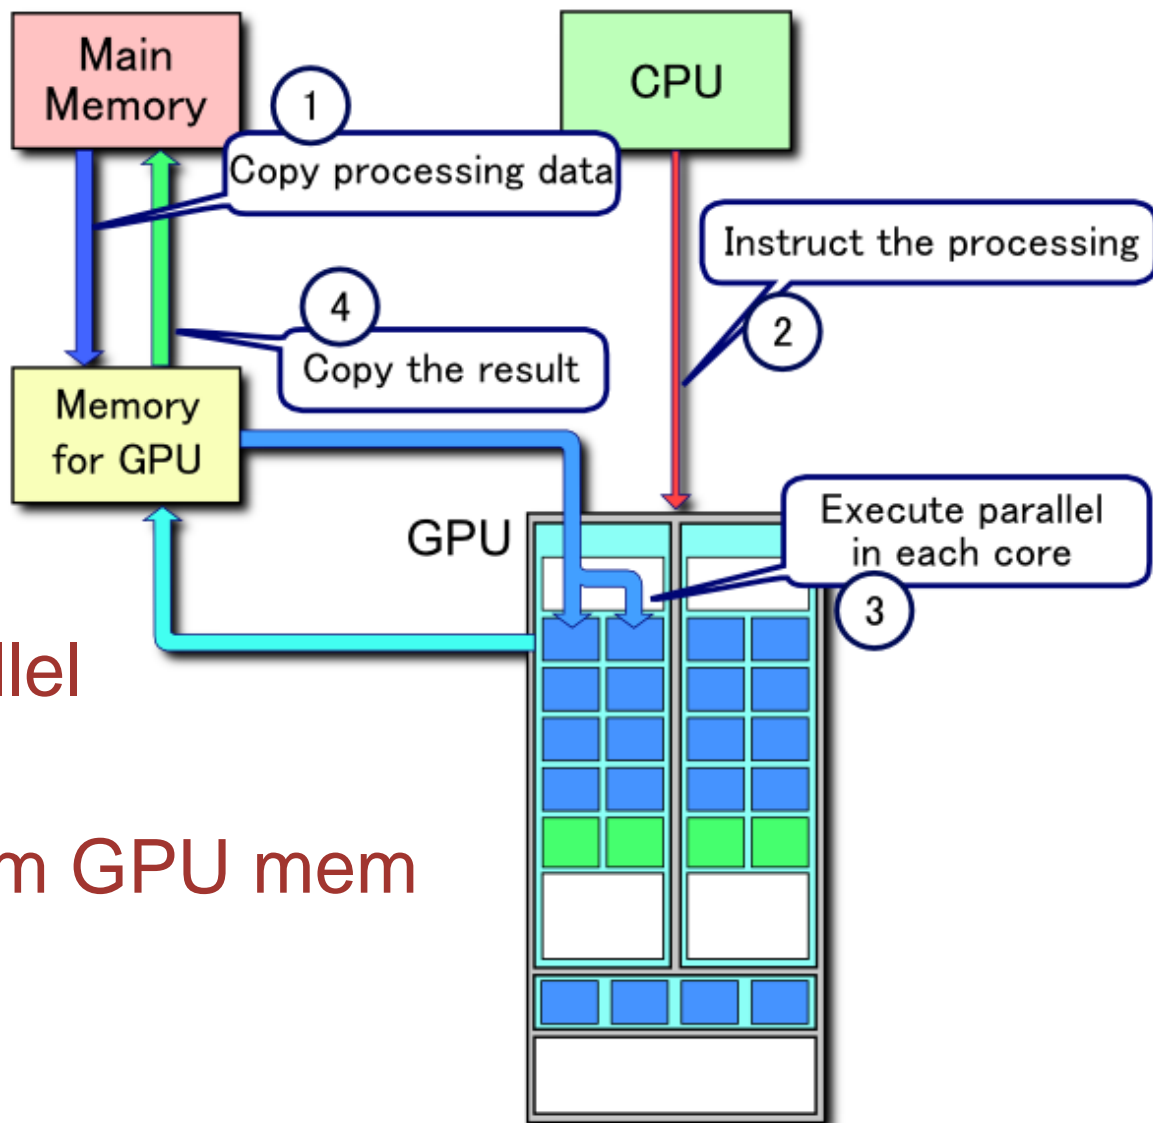 Main
Memory
CPU
1
Copy processing data
Instruct the processing
2
4
Copy the result
Memory
for GPU
GPU
Execute parallel
in each core
3
llel
m GPU mem